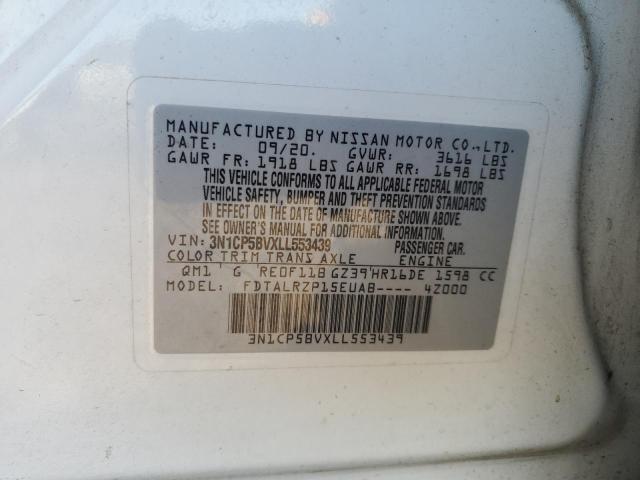 MANUFACTURED BY NISSAN MOTOR CO.,LTD.
DATE: 09/20. GVWR: 3616 LBS
GAWR FR: 1918 LBS GAWR RR: 1698 LBS
THIS VEHICLE CONFORMS TO ALL APPLICABLE FEDERAL MOTOR
VEHICLE SAFETY, BUMPER AND THEFT PREVENTION STANDARDS
IN EFFECT ON THE DATE OF MANUFACTURE SHOWN ABOVE.
SEE OWNER'S MANUAL FOR FURTHER INFORMATION
VIN: 3N1CP5BVXLL553439 PASSENGER CAR.
COLOR TRIM TRANS AXLE ENGINE
QM1 G RE0F11B GZ39 HR16DE 1598 CC
MODEL: FDTALRZP15EUAB---- 4Z000
3N1CP5BVXLL553439